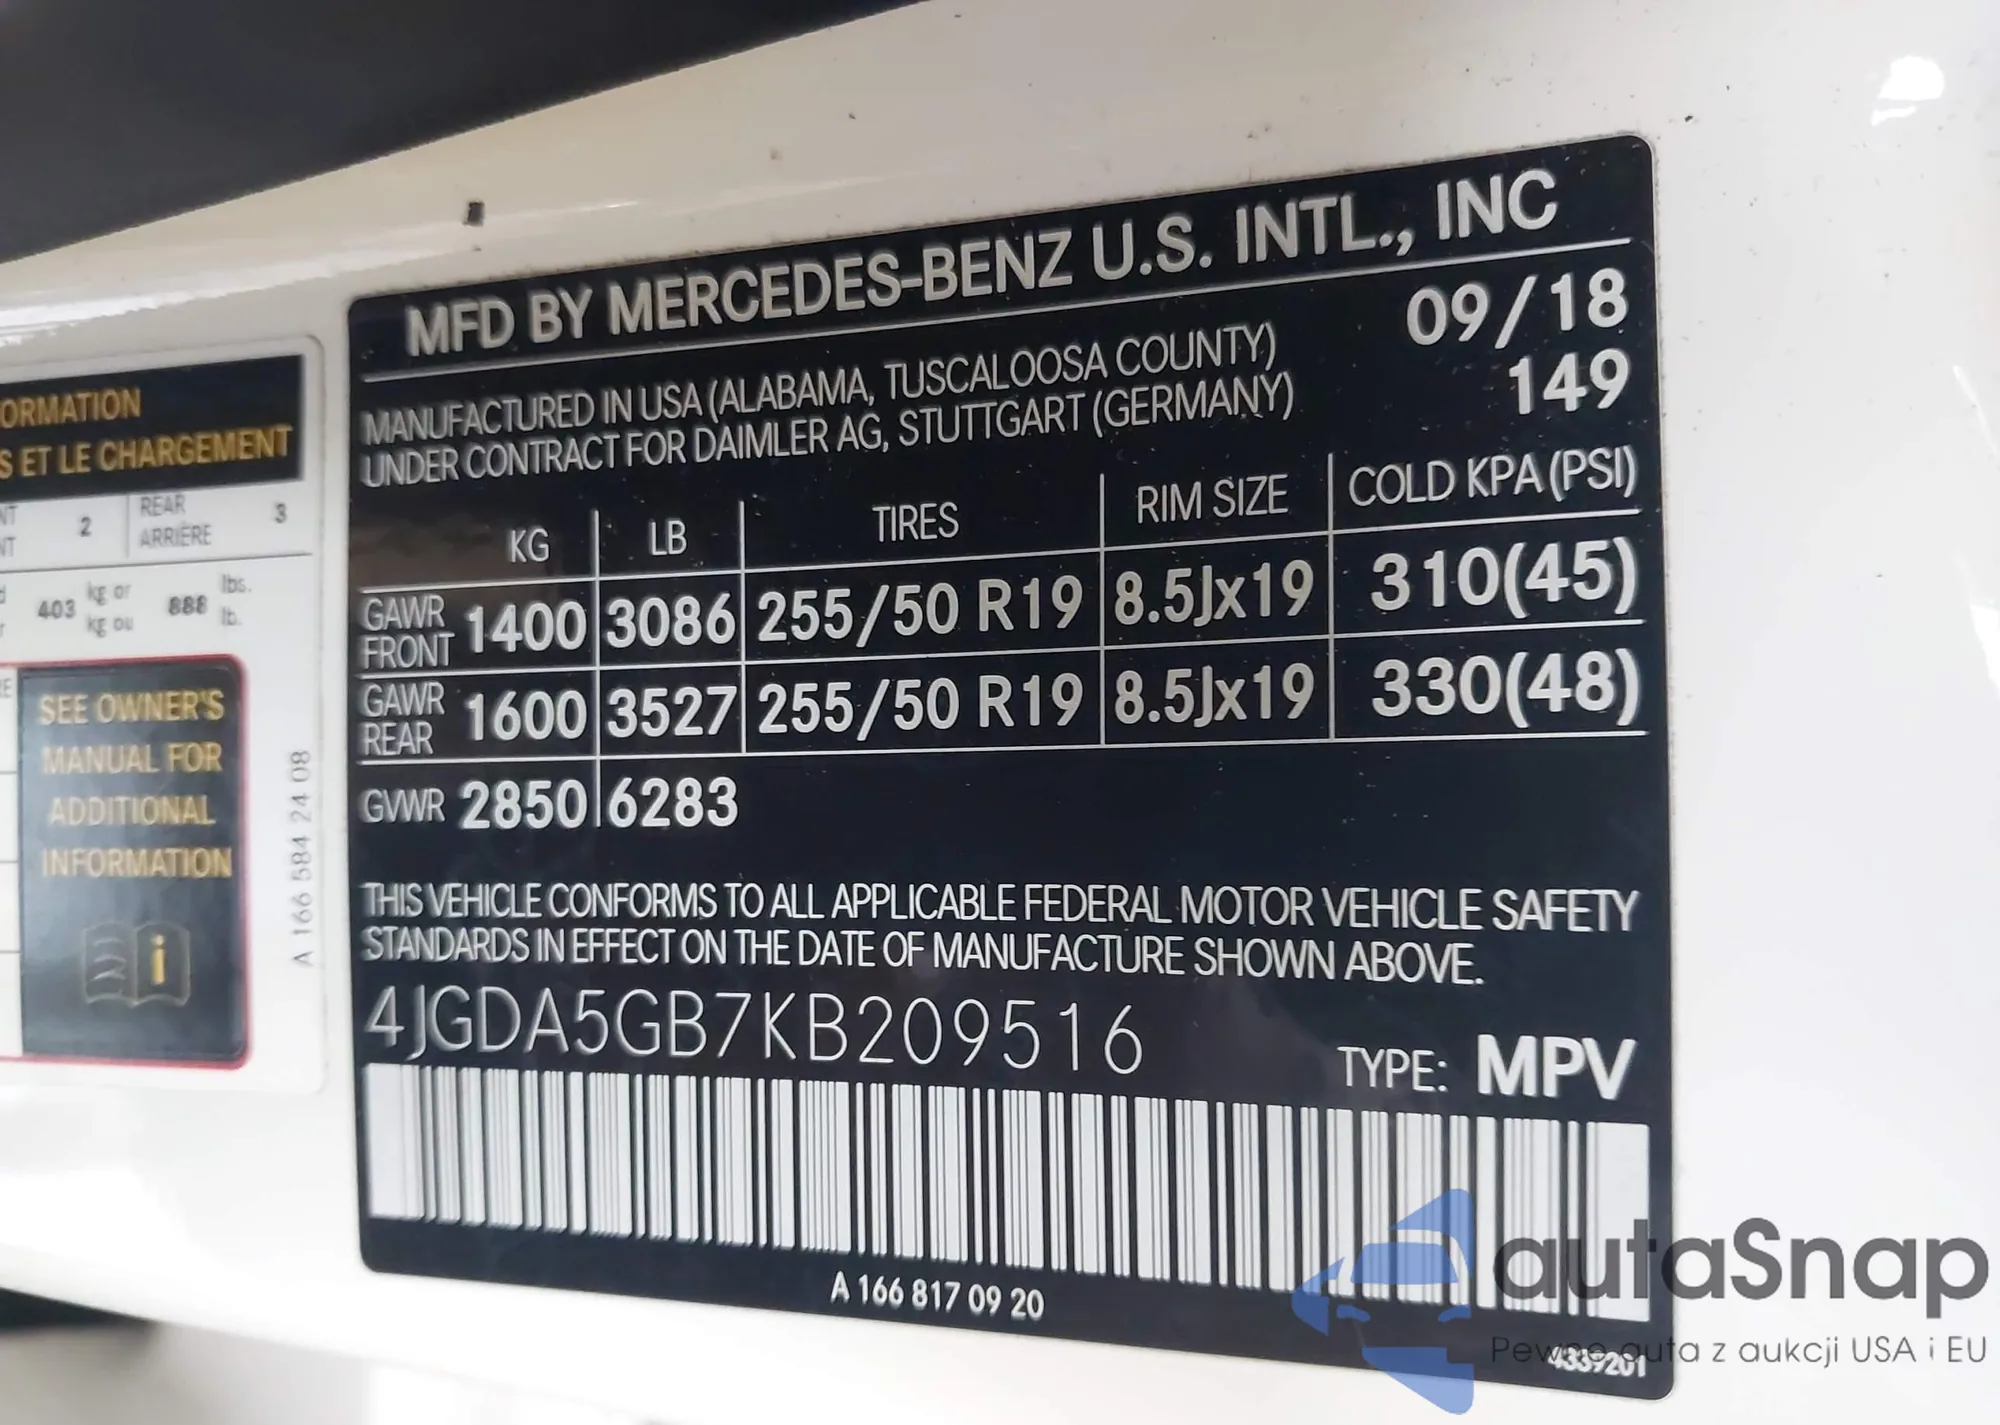 ORMATION
S ET LE CHARGEMENT
NT 2 REAR 3
NT ARRIÈRE
403 kg or 888 lbs.
kg ou lb.
RE
SEE OWNER'S
MANUAL FOR
ADDITIONAL
INFORMATION
i
A 166 584 24 08
MFD BY MERCEDES-BENZ U.S. INTL., INC
MANUFACTURED IN USA (ALABAMA, TUSCALOOSA COUNTY) 09/18
UNDER CONTRACT FOR DAIMLER AG, STUTTGART (GERMANY) 149
KG LB TIRES RIM SIZE COLD KPA (PSI)
GAWR FRONT 1400 3086 255/50 R19 8.5Jx19 310(45)
GAWR REAR 1600 3527 255/50 R19 8.5Jx19 330(48)
GVWR 2850 6283
THIS VEHICLE CONFORMS TO ALL APPLICABLE FEDERAL MOTOR VEHICLE SAFETY
STANDARDS IN EFFECT ON THE DATE OF MANUFACTURE SHOWN ABOVE.
4JGDA5GB7KB209516
TYPE: MPV
A 166 817 09 20
4339201
autaSnap
Pewne auta z aukcji USA i EU